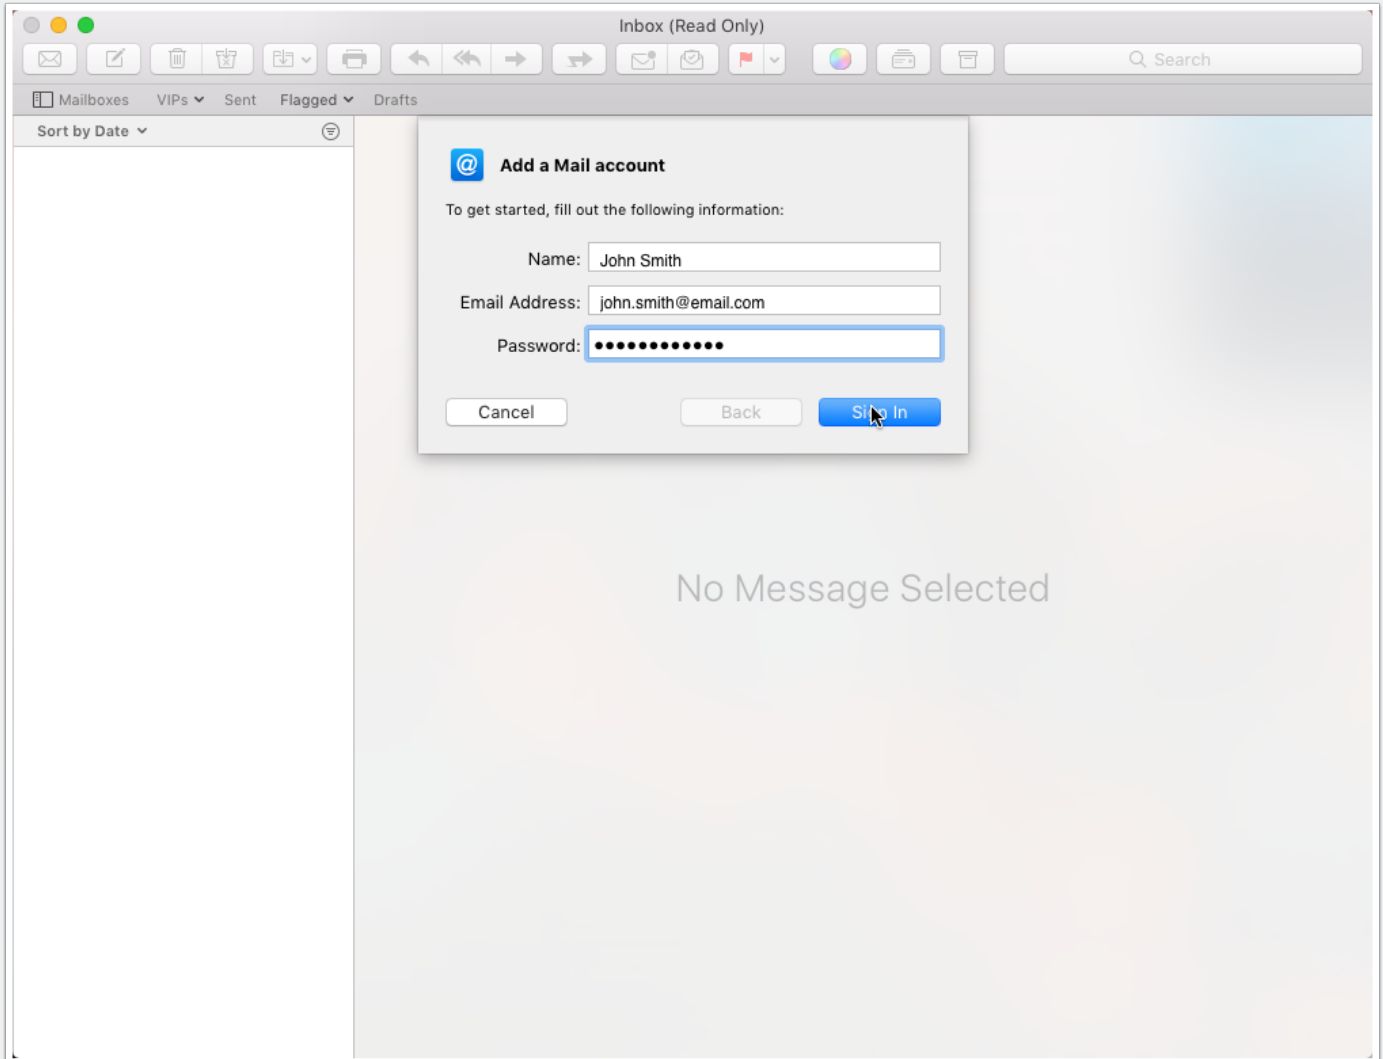 Inbox (Read Only)
Search
Mailboxes VIPs Sent Flagged Drafts
Sort by Date
@ Add a Mail account
To get started, fill out the following information:
Name: John Smith
Email Address: john.smith@email.com
Password: ••••••••••••
Cancel Back Sign In
No Message Selected